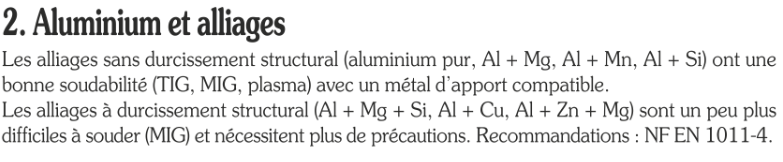 2. Aluminium et alliages
Les alliages sans durcissement structural (aluminium pur, Al + Mg, Al + Mn, Al + Si) ont une
bonne soudabilité (TIG, MIG, plasma) avec un métal d'apport compatible.
Les alliages à durcissement structural (Al + Mg + Si, Al + Cu, Al + Zn + Mg) sont un peu plus
difficiles à souder (MIG) et nécessitent plus de précautions. Recommandations : NF EN 1011-4.